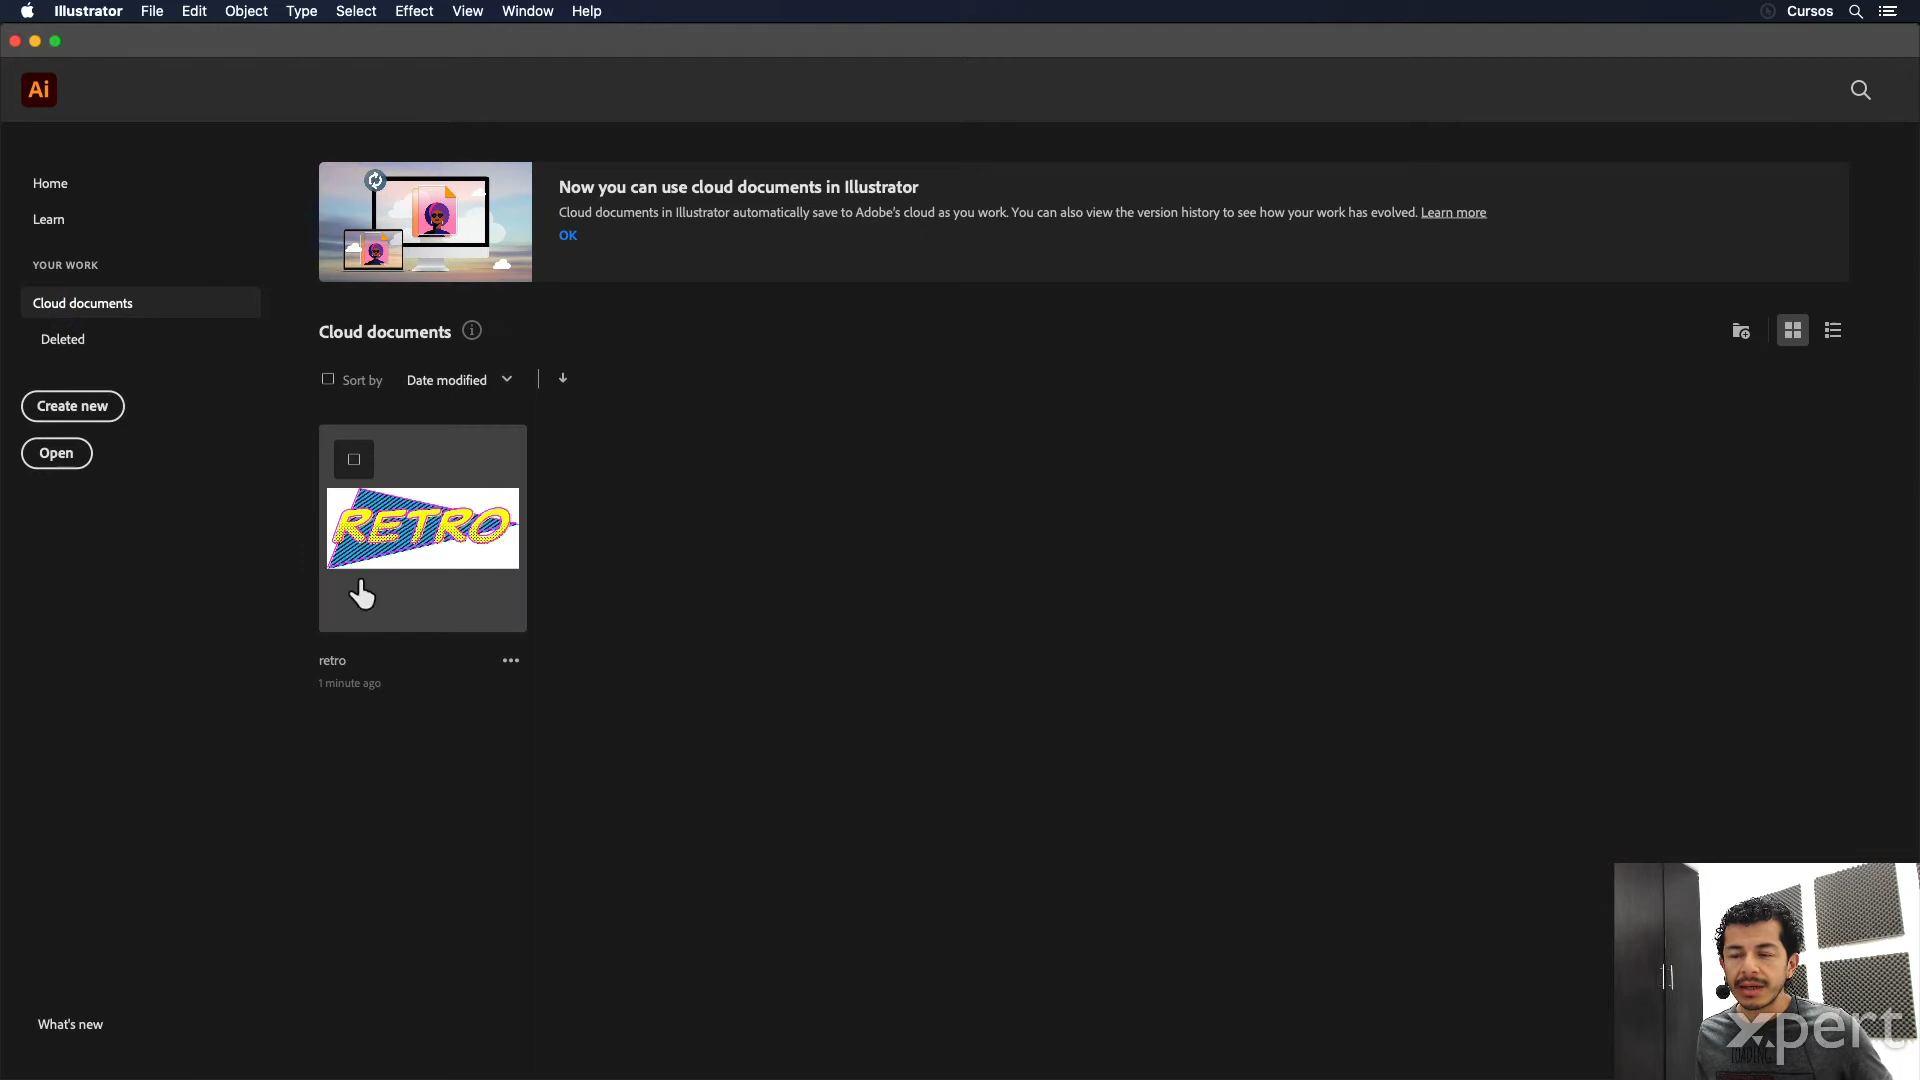 Illustrator File Edit Object Type Select Effect View Window Help
Cursos
Ai
Home
Learn
YOUR WORK
Cloud documents
Deleted
Create new
Open
Now you can use cloud documents in Illustrator
Cloud documents in Illustrator automatically save to Adobe's cloud as you work. You can also view the version history to see how your work has evolved. Learn more
OK
Cloud documents
Sort by Date modified
RETRO
retro
1 minute ago
What's new
xpert
LOADING